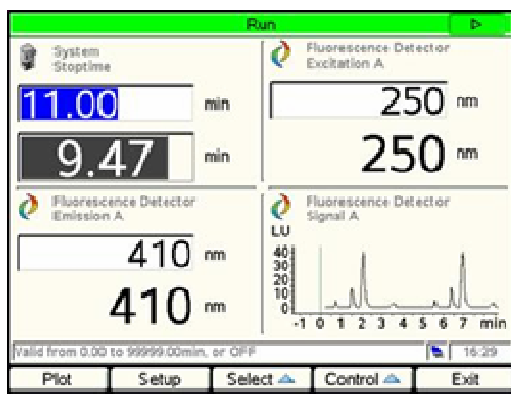 Run
System
Stoptime
11.00 min
9.47 min
Fluorescence Detector
Excitation A
250 nm
250 nm
Fluorescence Detector
Emission A
410 nm
410 nm
Fluorescence Detector
Signal A
LU
40
30
20
10
0
-1 0 1 2 3 4 5 6 7 min
Valid from 0.00 to 99999.00min, or OFF
16:29
Plot Setup Select Control Exit